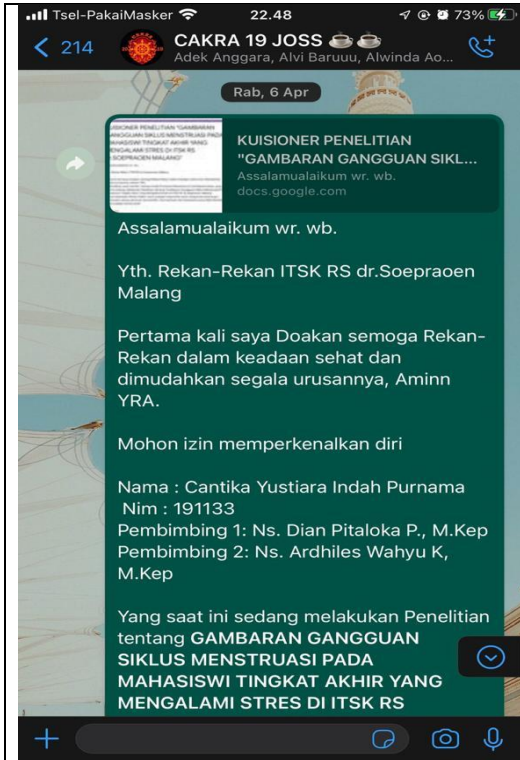 Tsel-PakaiMasker 22.48 73%
214 CAKRA 19 JOSS
Adek Anggara, Alvi Baruuu, Alwinda Ao...
Rab, 6 Apr
KUISIONER PENELITIAN
"GAMBARAN GANGGUAN SIKL...
Assalamualaikum wr. wb.
docs.google.com
Assalamualaikum wr. wb.
Yth. Rekan-Rekan ITSK RS dr.Soepraoen
Malang
Pertama kali saya Doakan semoga Rekan-
Rekan dalam keadaan sehat dan
dimudahkan segala urusannya, Aminn
YRA.
Mohon izin memperkenalkan diri
Nama : Cantika Yustiara Indah Purnama
Nim : 191133
Pembimbing 1: Ns. Dian Pitaloka P., M.Kep
Pembimbing 2: Ns. Ardhiles Wahyu K,
M.Kep
Yang saat ini sedang melakukan Penelitian
tentang GAMBARAN GANGGUAN
SIKLUS MENSTRUASI PADA
MAHASISWI TINGKAT AKHIR YANG
MENGALAMI STRES DI ITSK RS